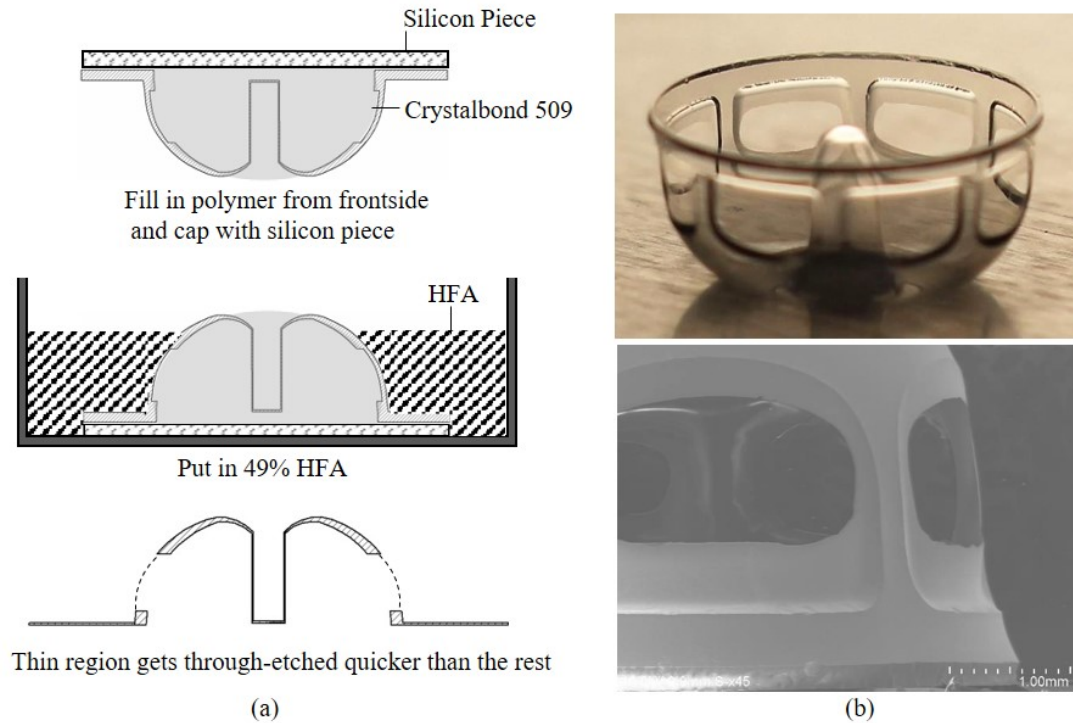 Silicon Piece
Crystalbond 509
Fill in polymer from frontside
and cap with silicon piece
HFA
Put in 49% HFA
Thin region gets through-etched quicker than the rest
(a)
x45
1.00mm
(b)